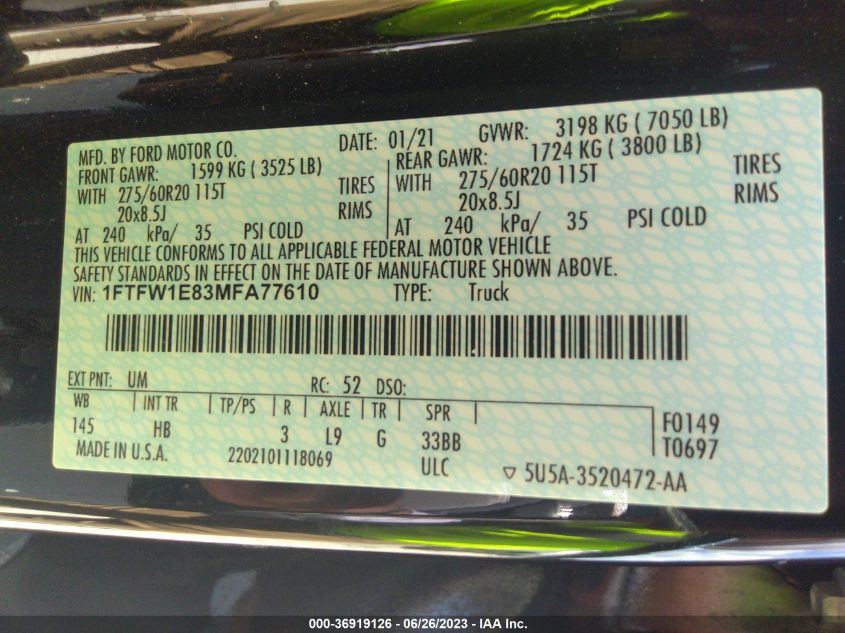 MFD. BY FORD MOTOR CO. DATE: 01/21 GVWR: 3198 KG ( 7050 LB)
FRONT GAWR: 1599 KG ( 3525 LB) REAR GAWR: 1724 KG ( 3800 LB)
WITH 275/60R20 115T TIRES WITH 275/60R20 115T TIRES
20x8.5J RIMS 20x8.5J RIMS
AT 240 kPa/ 35 PSI COLD AT 240 kPa/ 35 PSI COLD
THIS VEHICLE CONFORMS TO ALL APPLICABLE FEDERAL MOTOR VEHICLE
SAFETY STANDARDS IN EFFECT ON THE DATE OF MANUFACTURE SHOWN ABOVE.
VIN: 1FTFW1E83MFA77610 TYPE: Truck
EXT PNT: UM RC: 52 DSO:
WB INT TR TP/PS R AXLE TR SPR
145 HB 3 L9 G 33BB
F0149
T0697
MADE IN U.S.A. 2202101118069 ULC ▽ 5U5A-3520472-AA
000-36919126 - 06/26/2023 - IAA Inc.